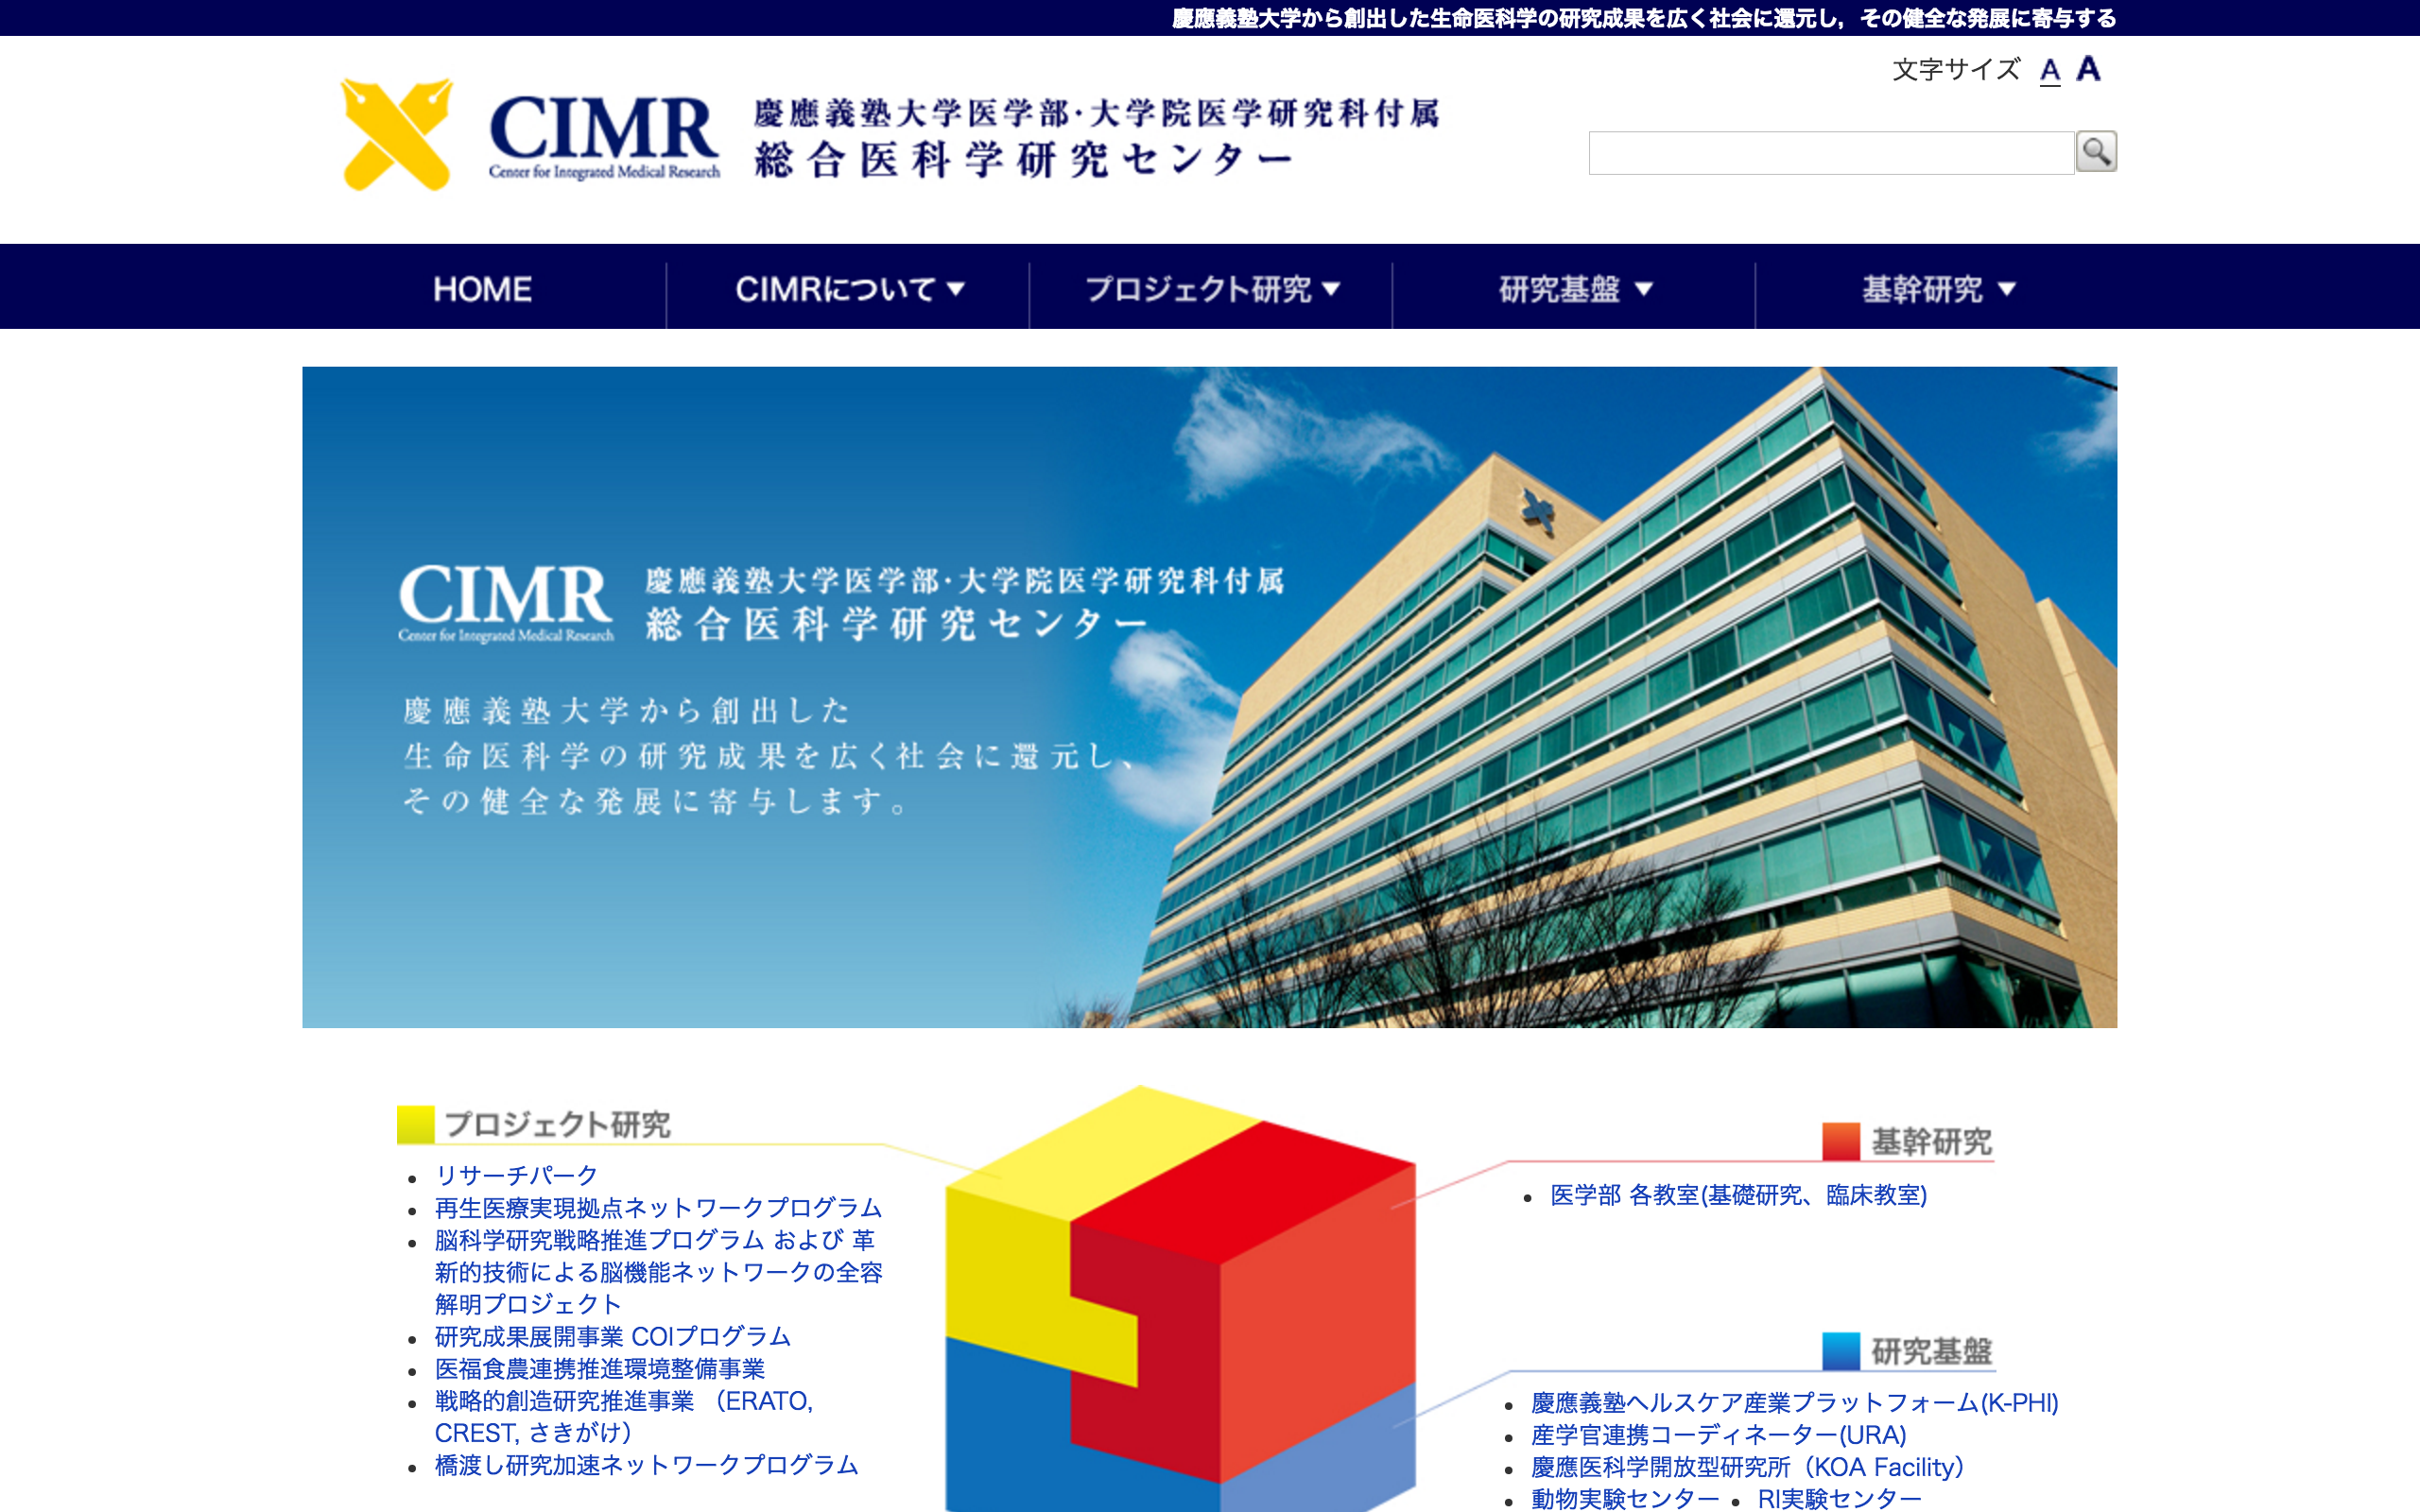 慶應義塾大学から創出した生命医科学の研究成果を広く社会に還元し，その健全な発展に寄与する
文字サイズ A A
CIMR
Center for Integrated Medical Research
慶應義塾大学医学部・大学院医学研究科付属
総合医科学研究センター
HOME
CIMRについて▼
プロジェクト研究▼
研究基盤 ▼
基幹研究 ▼
CIMR
Center for Integrated Medical Research
慶應義塾大学医学部・大学院医学研究科付属
総合医科学研究センター
慶應義塾大学から創出した
生命医科学の研究成果を広く社会に還元し、
その健全な発展に寄与します。
プロジェクト研究
• リサーチパーク
• 再生医療実現拠点ネットワークプログラム
• 脳科学研究戦略推進プログラム および 革
新的技術による脳機能ネットワークの全容
解明プロジェクト
• 研究成果展開事業 COIプログラム
• 医福食農連携推進環境整備事業
• 戦略的創造研究推進事業 （ERATO,
CREST, さきがけ）
• 橋渡し研究加速ネットワークプログラム
基幹研究
• 医学部 各教室(基礎研究、臨床教室)
研究基盤
• 慶應義塾ヘルスケア産業プラットフォーム(K-PHI)
• 産学官連携コーディネーター(URA)
• 慶應医科学開放型研究所（KOA Facility）
• 動物実験センター • RI実験センター